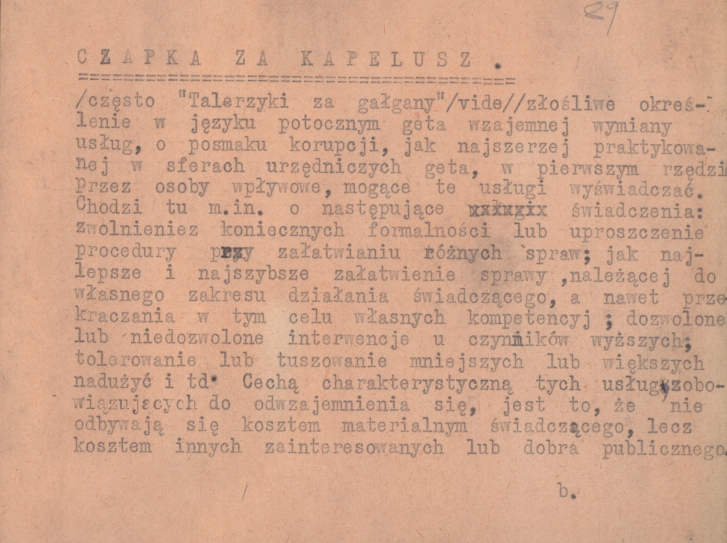 29
CZAPKA ZA KAPELUSZ.
========================================
/często "Talerzyki za gałgany"/vide//złośliwe okreś-
lenie w języku potocznym geta wzajemnej wymiany
usług, o posmaku korupcji, jak najszerzej praktykowa-
nej w sferach urzędniczych geta, w pierwszym rzędzi
przez osoby wpływowe, mogące te usługi wyświadczać.
Chodzi tu m.in. o następujące świadczenia:
zwolnieniez koniecznych formalności lub uproszczenie
procedury przy załatwianiu różnych spraw; jak naj-
lepsze i najszybsze załatwienie sprawy ,należącej do
własnego zakresu działania świadczącego, a nawet prze
kraczania w tym celu własnych kompetencyj ; dozwolone
lub niedozwolone interwencje u czynników wyższych;
tolerowanie lub tuszowanie mniejszych lub większych
nadużyć i td. Cechą charakterystyczną tych usług,zobo-
wiązujących do odwzajemnienia się, jest to, że nie
odbywają się kosztem materialnym świadczącego, lecz
kosztem innych zainteresowanych lub dobra publicznego.
b.